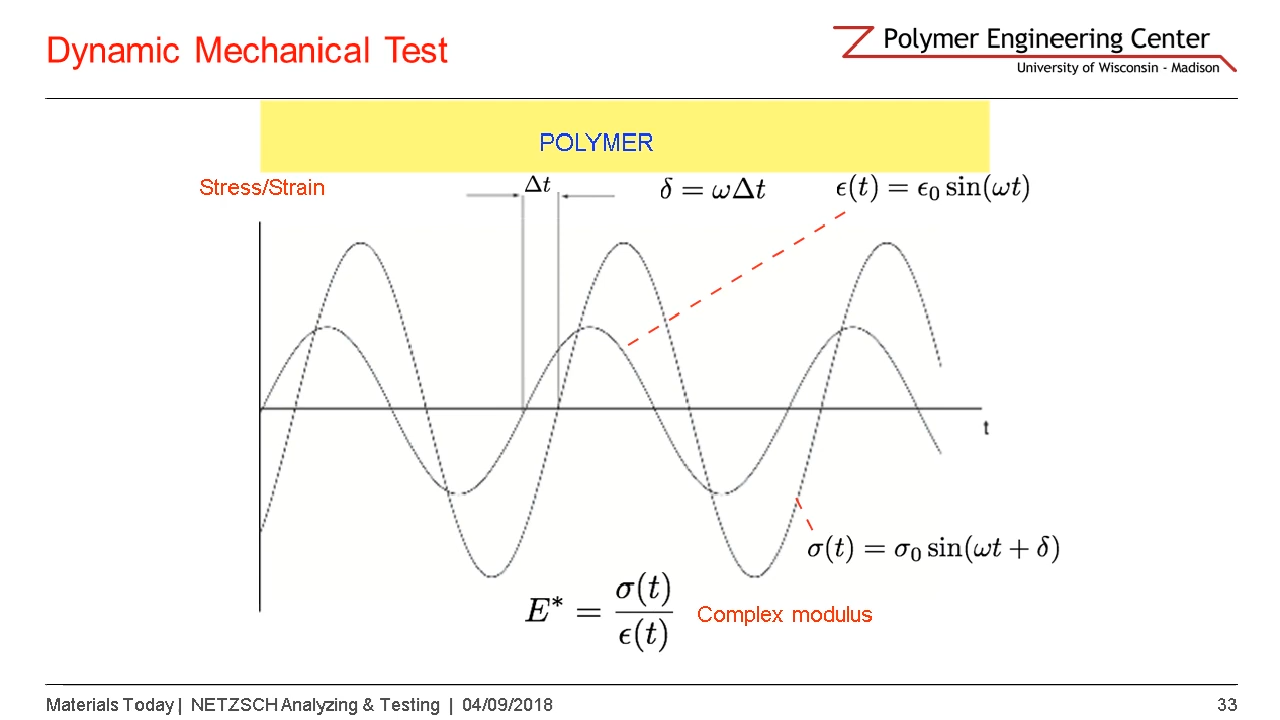 Dynamic Mechanical Test
Polymer Engineering Center
University of Wisconsin - Madison
POLYMER
Stress/Strain
Δt
δ = ωΔt
ϵ(t) = ϵ₀ sin(ωt)
t
σ(t) = σ₀ sin(ωt + δ)
E* = σ(t) / ϵ(t)
Complex modulus
Materials Today | NETZSCH Analyzing & Testing | 04/09/2018
33